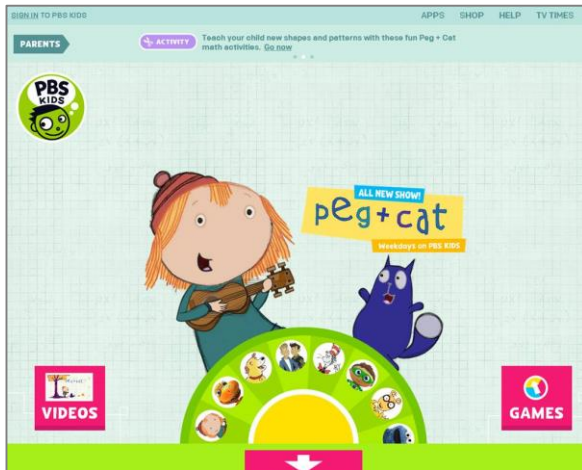 SIGN IN TO PBS KIDS
APPS SHOP HELP TV TIMES
PARENTS
ACTIVITY
Teach your child new shapes and patterns with these fun Peg + Cat
math activities. Go now
PBS
KIDS
ALL NEW SHOW!
peg+cat
Weekdays on PBS KIDS
VIDEOS
GAMES